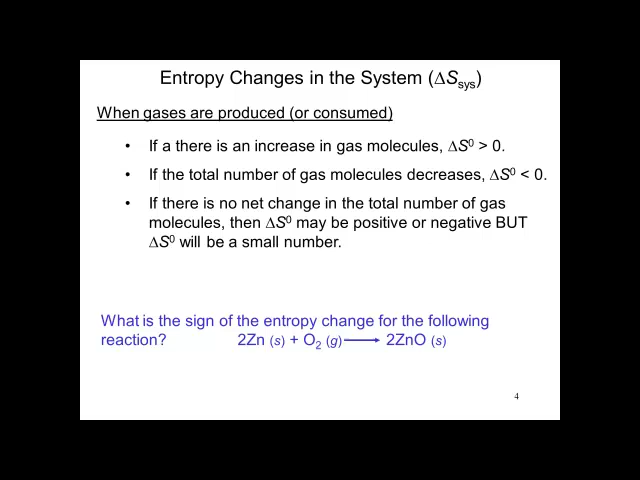 Entropy Changes in the System (ΔSsys)
When gases are produced (or consumed)
• If a there is an increase in gas molecules, ΔS⁰ > 0.
• If the total number of gas molecules decreases, ΔS⁰ < 0.
• If there is no net change in the total number of gas
molecules, then ΔS⁰ may be positive or negative BUT
ΔS⁰ will be a small number.
What is the sign of the entropy change for the following
reaction? 2Zn (s) + O₂ (g) ⟶ 2ZnO (s)
4